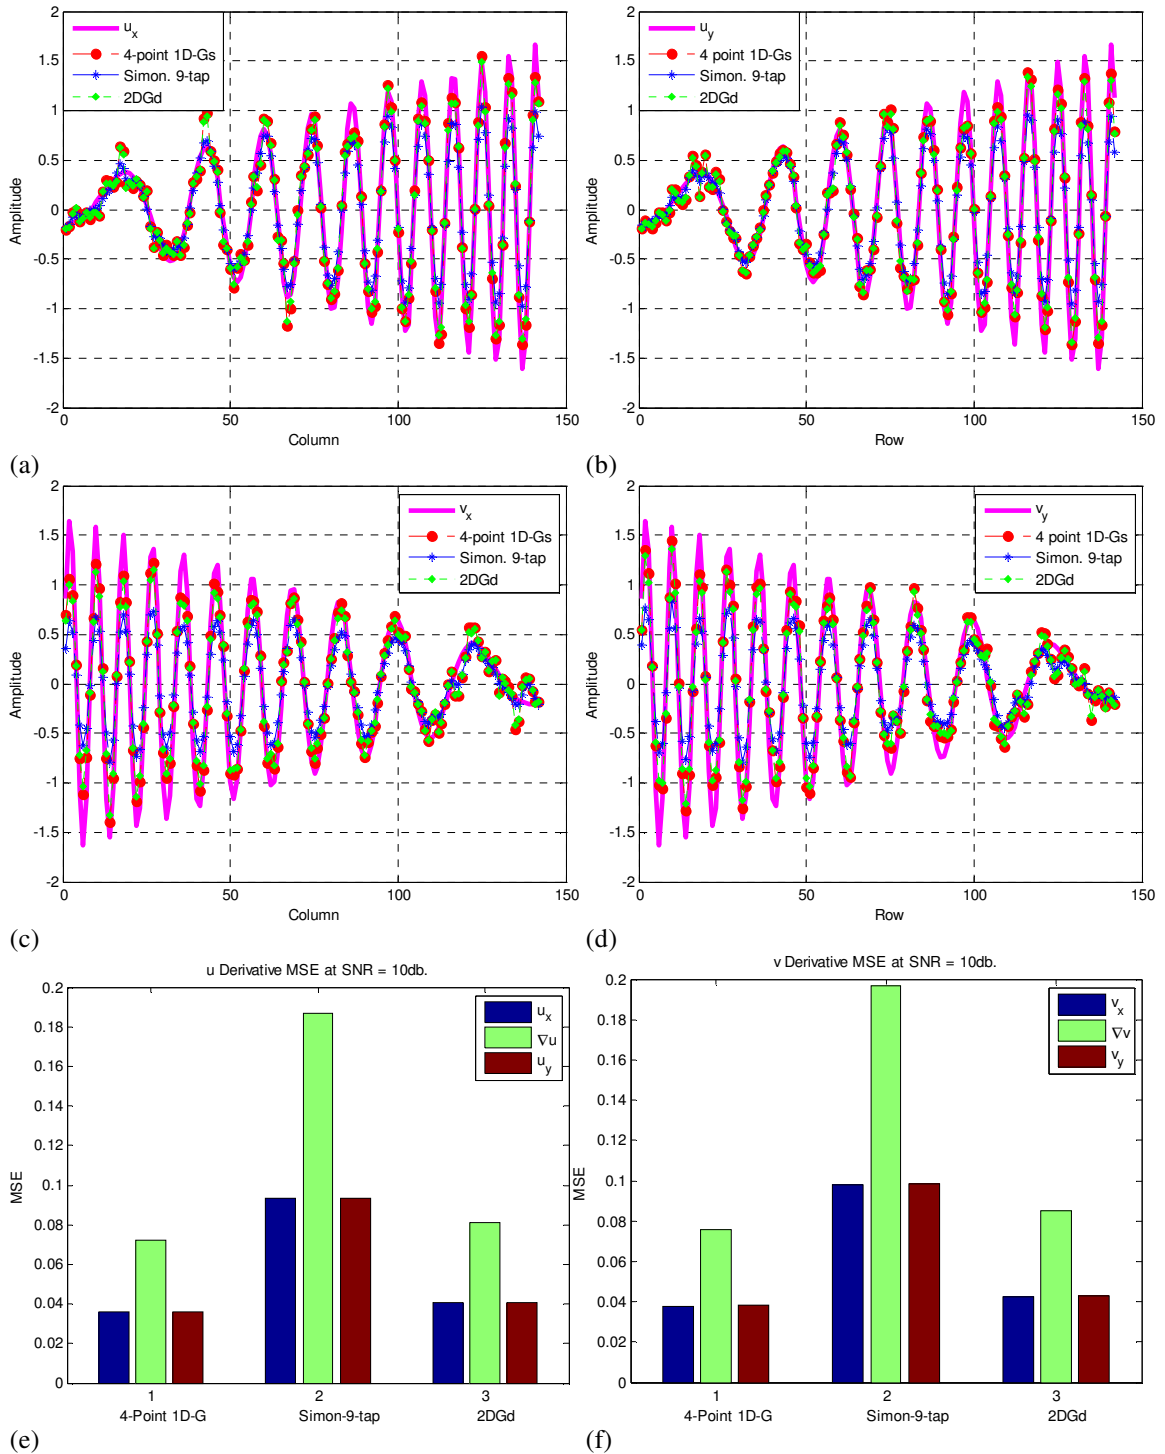 2
1.5
1
0.5
0
-0.5
-1
-1.5
-2
Amplitude
u_x
4-point 1D-Gs
Simon. 9-tap
2DGd
0 50 100 150
Column
(a)
2
1.5
1
0.5
0
-0.5
-1
-1.5
-2
Amplitude
u_y
4 point 1D-Gs
Simon. 9-tap
2DGd
0 50 100 150
Row
(b)
2
1.5
1
0.5
0
-0.5
-1
-1.5
-2
Amplitude
v_x
4-point 1D-Gs
Simon. 9-tap
2DGd
0 50 100 150
Column
(c)
2
1.5
1
0.5
0
-0.5
-1
-1.5
-2
Amplitude
v_y
4 point 1D-Gs
Simon. 9-tap
2DGd
0 50 100 150
Row
(d)
u Derivative MSE at SNR = 10db.
0.2
0.18
0.16
0.14
0.12
0.1
0.08
0.06
0.04
0.02
0
MSE
u_x
∇u
u_y
1 2 3
4-Point 1D-G Simon-9-tap 2DGd
(e)
v Derivative MSE at SNR = 10db.
0.2
0.18
0.16
0.14
0.12
0.1
0.08
0.06
0.04
0.02
0
MSE
v_x
∇v
v_y
1 2 3
4-Point 1D-G Simon-9-tap 2DGd
(f)